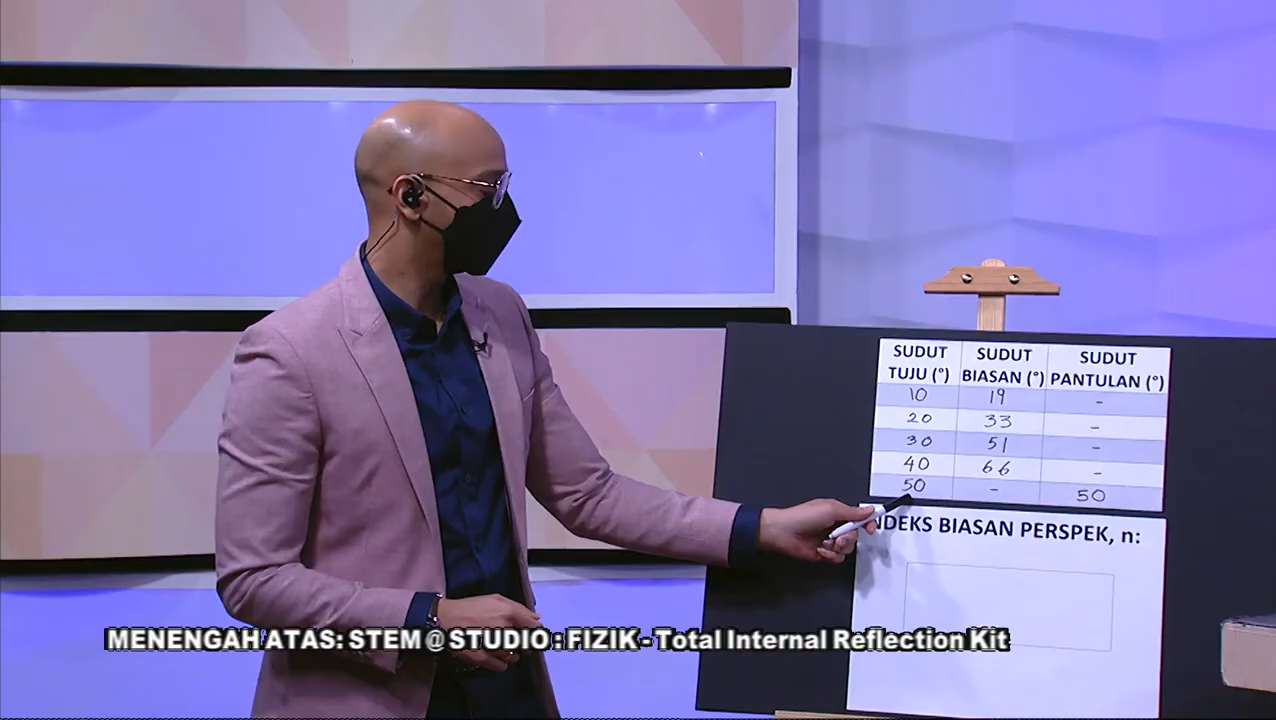 SUDUT TUJU (°) SUDUT BIASAN (°) SUDUT PANTULAN (°)
10 19 -
20 33 -
30 51 -
40 66 -
50 - 50
INDEKS BIASAN PERSPEK, n:
MENENGAH ATAS: STEM @ STUDIO : FIZIK - Total Internal Reflection Kit